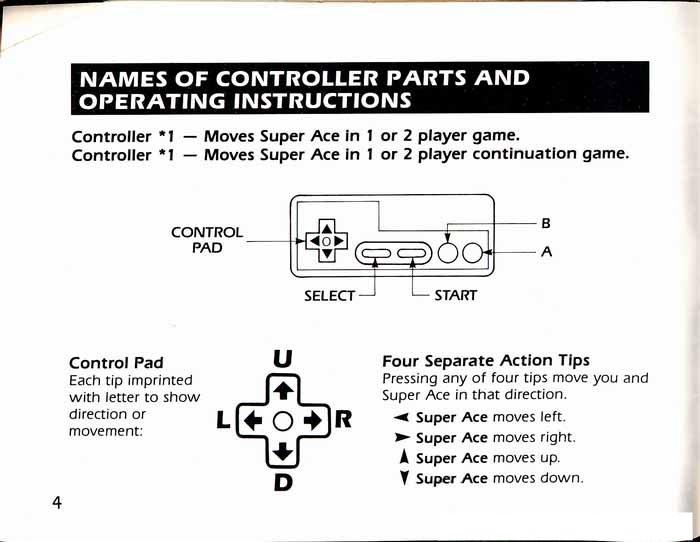 NAMES OF CONTROLLER PARTS AND
OPERATING INSTRUCTIONS
Controller *1 — Moves Super Ace in 1 or 2 player game.
Controller *1 — Moves Super Ace in 1 or 2 player continuation game.
CONTROL
PAD
B
A
SELECT
START
Control Pad
Each tip imprinted
with letter to show
direction or
movement:
U
L
R
D
Four Separate Action Tips
Pressing any of four tips move you and
Super Ace in that direction.
◄ Super Ace moves left.
► Super Ace moves right.
▲ Super Ace moves up.
▼ Super Ace moves down.
4